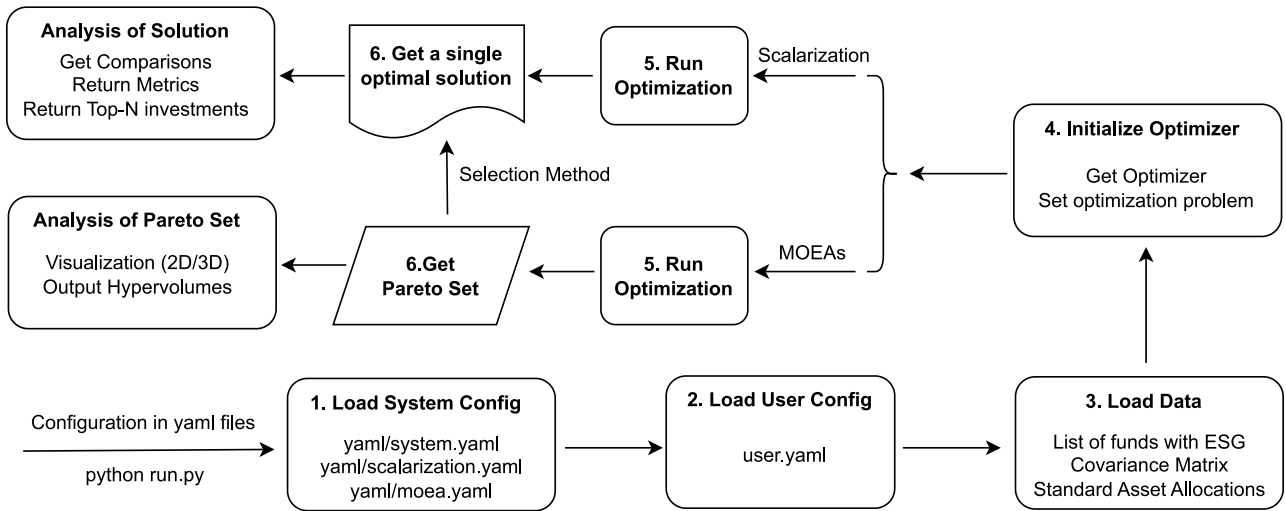 Analysis of Solution
Get Comparisons
Return Metrics
Return Top-N investments
6. Get a single
optimal solution
5. Run
Optimization
Scalarization
4. Initialize Optimizer
Get Optimizer
Set optimization problem
Selection Method
Analysis of Pareto Set
Visualization (2D/3D)
Output Hypervolumes
6.Get
Pareto Set
5. Run
Optimization
MOEAs
Configuration in yaml files
python run.py
1. Load System Config
yaml/system.yaml
yaml/scalarization.yaml
yaml/moea.yaml
2. Load User Config
user.yaml
3. Load Data
List of funds with ESG
Covariance Matrix
Standard Asset Allocations